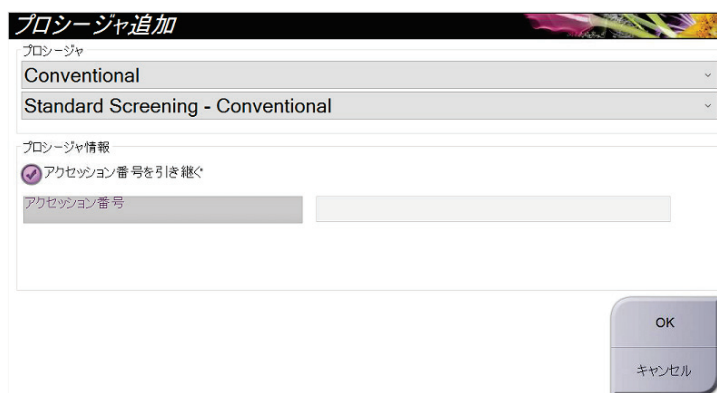 プロシージャ追加
プロシージャ
Conventional
Standard Screening - Conventional
プロシージャ情報
アクセッション番号を引き継ぐ
アクセッション番号
OK
キャンセル